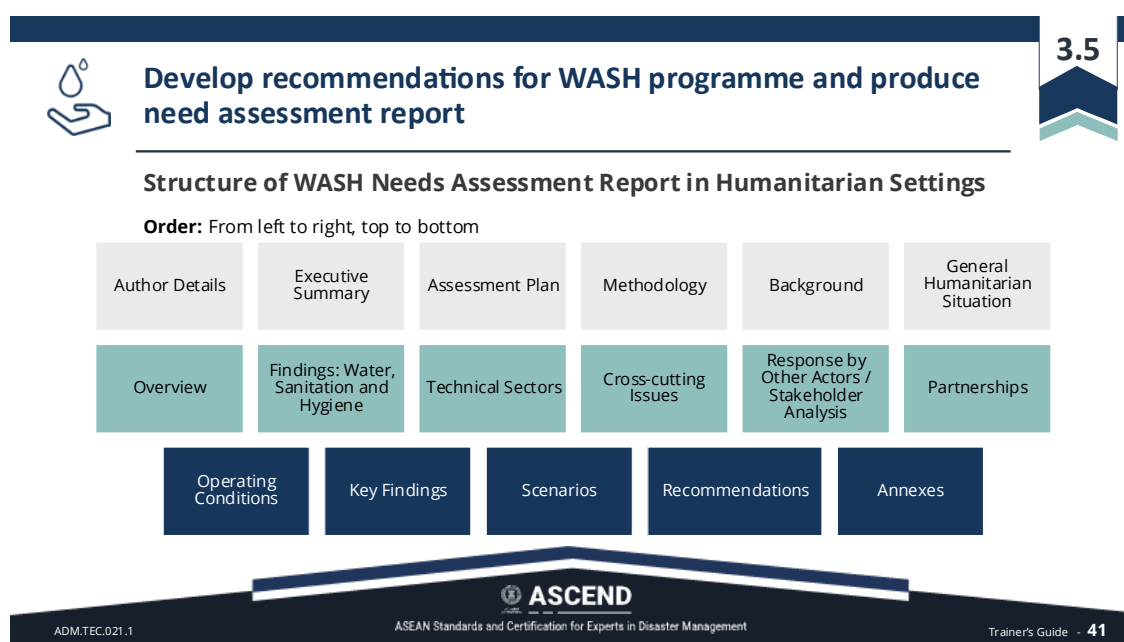 3.5
Develop recommendations for WASH programme and produce
need assessment report
Structure of WASH Needs Assessment Report in Humanitarian Settings
Order: From left to right, top to bottom
Author Details
Executive
Summary
Assessment Plan
Methodology
Background
General
Humanitarian
Situation
Overview
Findings: Water,
Sanitation and
Hygiene
Technical Sectors
Cross-cutting
Issues
Response by
Other Actors /
Stakeholder
Analysis
Partnerships
Operating
Conditions
Key Findings
Scenarios
Recommendations
Annexes
ASCEND
ASEAN Standards and Certification for Experts in Disaster Management
ADM.TEC.021.1
Trainer's Guide - 41